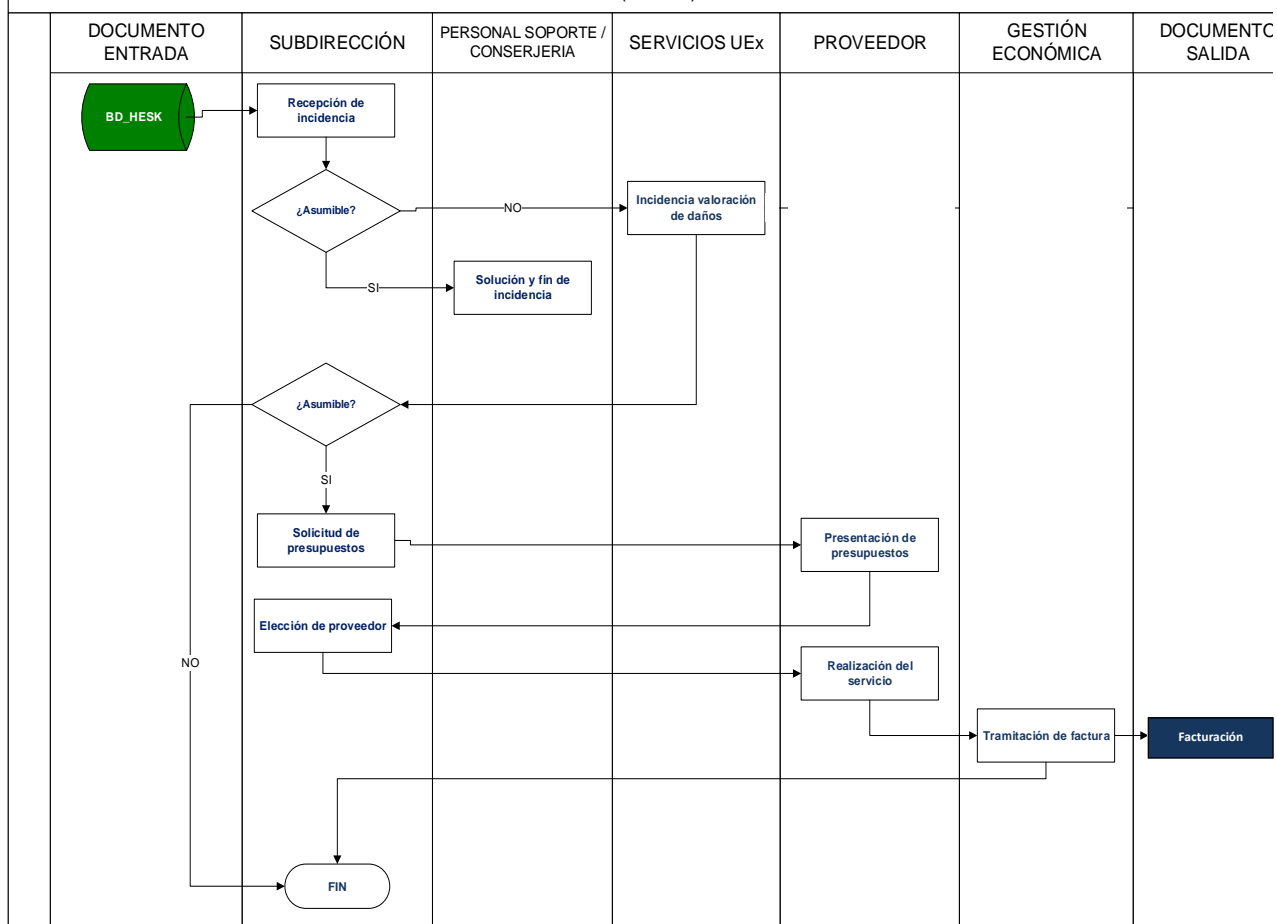 DOCUMENTO
ENTRADA
SUBDIRECCIÓN
PERSONAL SOPORTE /
CONSERJERIA
SERVICIOS UEx
PROVEEDOR
GESTIÓN
ECONÓMICA
DOCUMENTO
SALIDA
BD_HESK
Recepción de
incidencia
¿Asumible?
NO
Incidencia valoración
de daños
SI
Solución y fin de
incidencia
¿Asumible?
SI
Solicitud de
presupuestos
Presentación de
presupuestos
Elección de proveedor
NO
Realización del
servicio
Tramitación de factura
Facturación
FIN